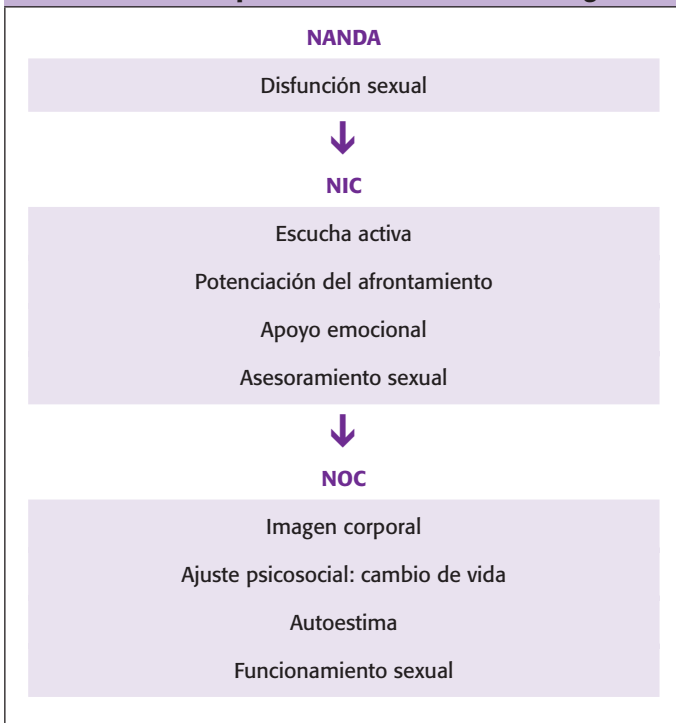 NANDA
Disfunción sexual
NIC
Escucha activa
Potenciación del afrontamiento
Apoyo emocional
Asesoramiento sexual
NOC
Imagen corporal
Ajuste psicosocial: cambio de vida
Autoestima
Funcionamiento sexual